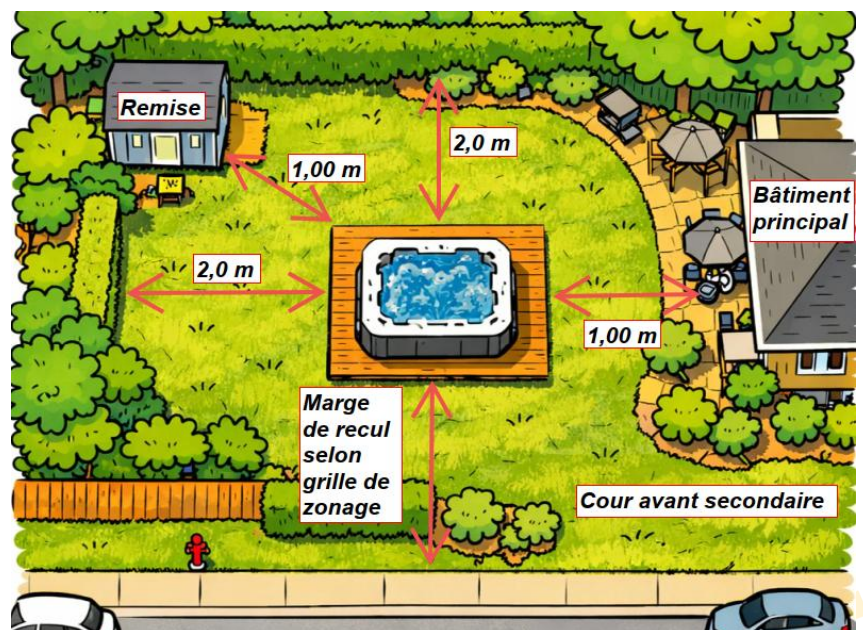 Remise
1,00 m
2,0 m
Bâtiment
principal
2,0 m
1,00 m
Marge
de recul
selon
grille de
zonage
Cour avant secondaire